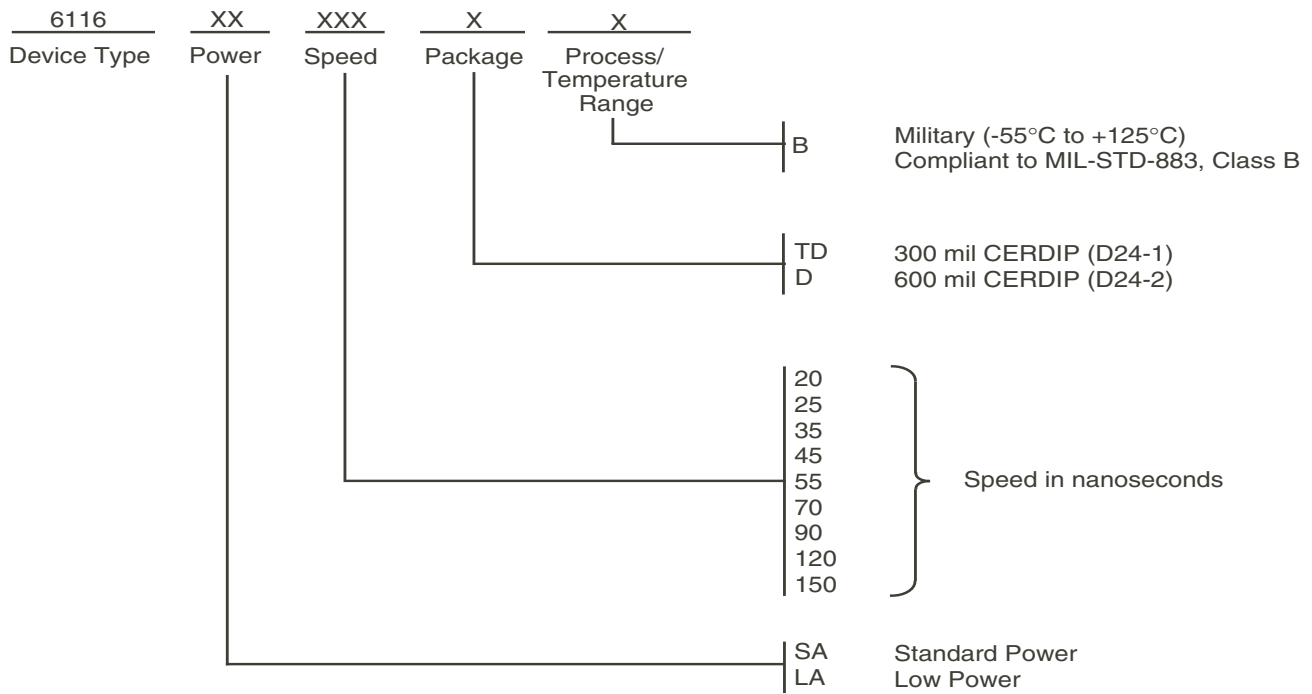 6116 XX XXX X X
Device Type Power Speed Package Process/
Temperature
Range
B Military (-55°C to +125°C)
Compliant to MIL-STD-883, Class B
TD 300 mil CERDIP (D24-1)
D 600 mil CERDIP (D24-2)
20
25
35
45
55 Speed in nanoseconds
70
90
120
150
SA Standard Power
LA Low Power